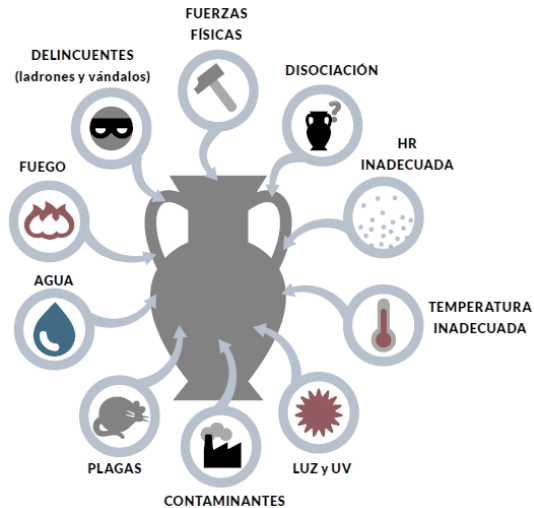 FUERZAS
FÍSICAS
DELINCUENTES
(ladrones y vándalos)
DISOCIACIÓN
?
FUEGO
HR
INADECUADA
AGUA
TEMPERATURA
INADECUADA
PLAGAS
LUZ y UV
CONTAMINANTES